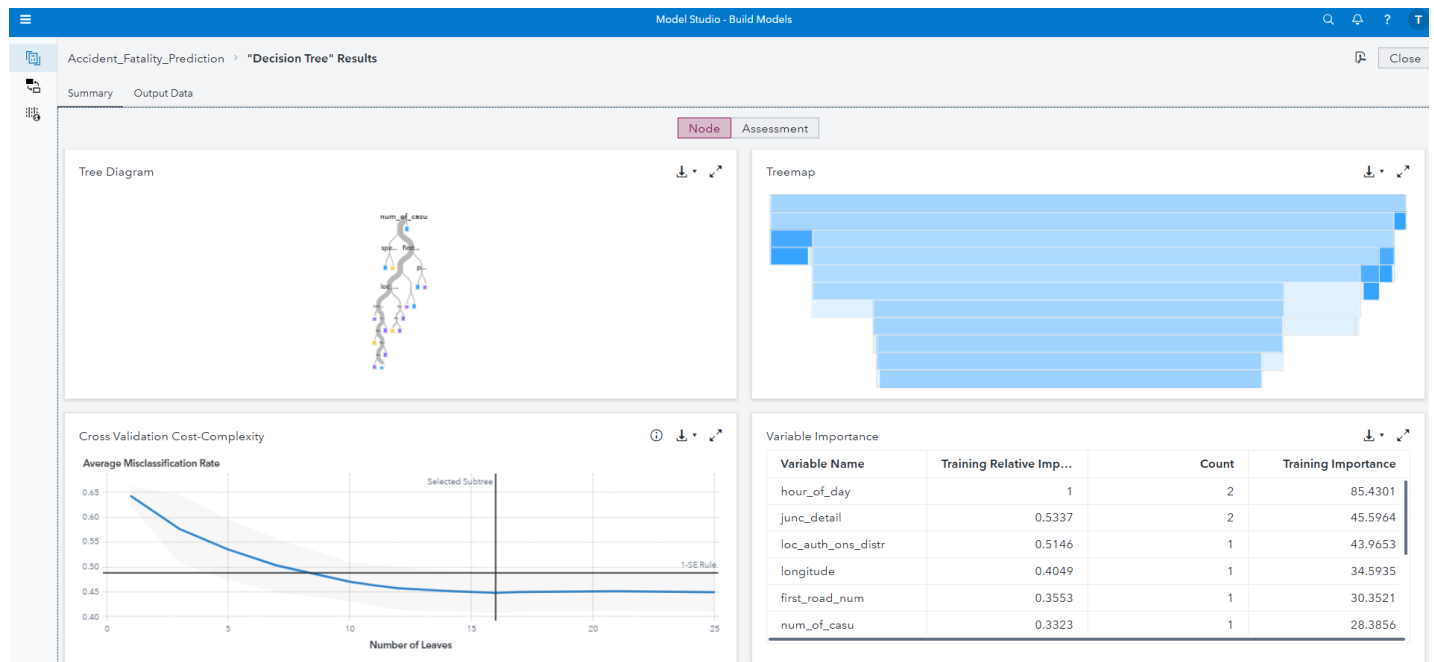 Model Studio - Build Models
? T
Accident_Fatality_Prediction > "Decision Tree" Results
Close
Summary Output Data
Node Assessment
Tree Diagram
num_of_casu
spe... first...
p...
loc_...
Treemap
Cross Validation Cost-Complexity
Average Misclassification Rate
Selected Subtree
0.65
0.60
0.55
0.50
1-SE Rule
0.45
0.40
0 5 10 15 20 25
Number of Leaves
Variable Importance
Variable Name Training Relative Imp... Count Training Importance
hour_of_day 1 2 85.4301
junc_detail 0.5337 2 45.5964
loc_auth_ons_distr 0.5146 1 43.9653
longitude 0.4049 1 34.5935
first_road_num 0.3553 1 30.3521
num_of_casu 0.3323 1 28.3856